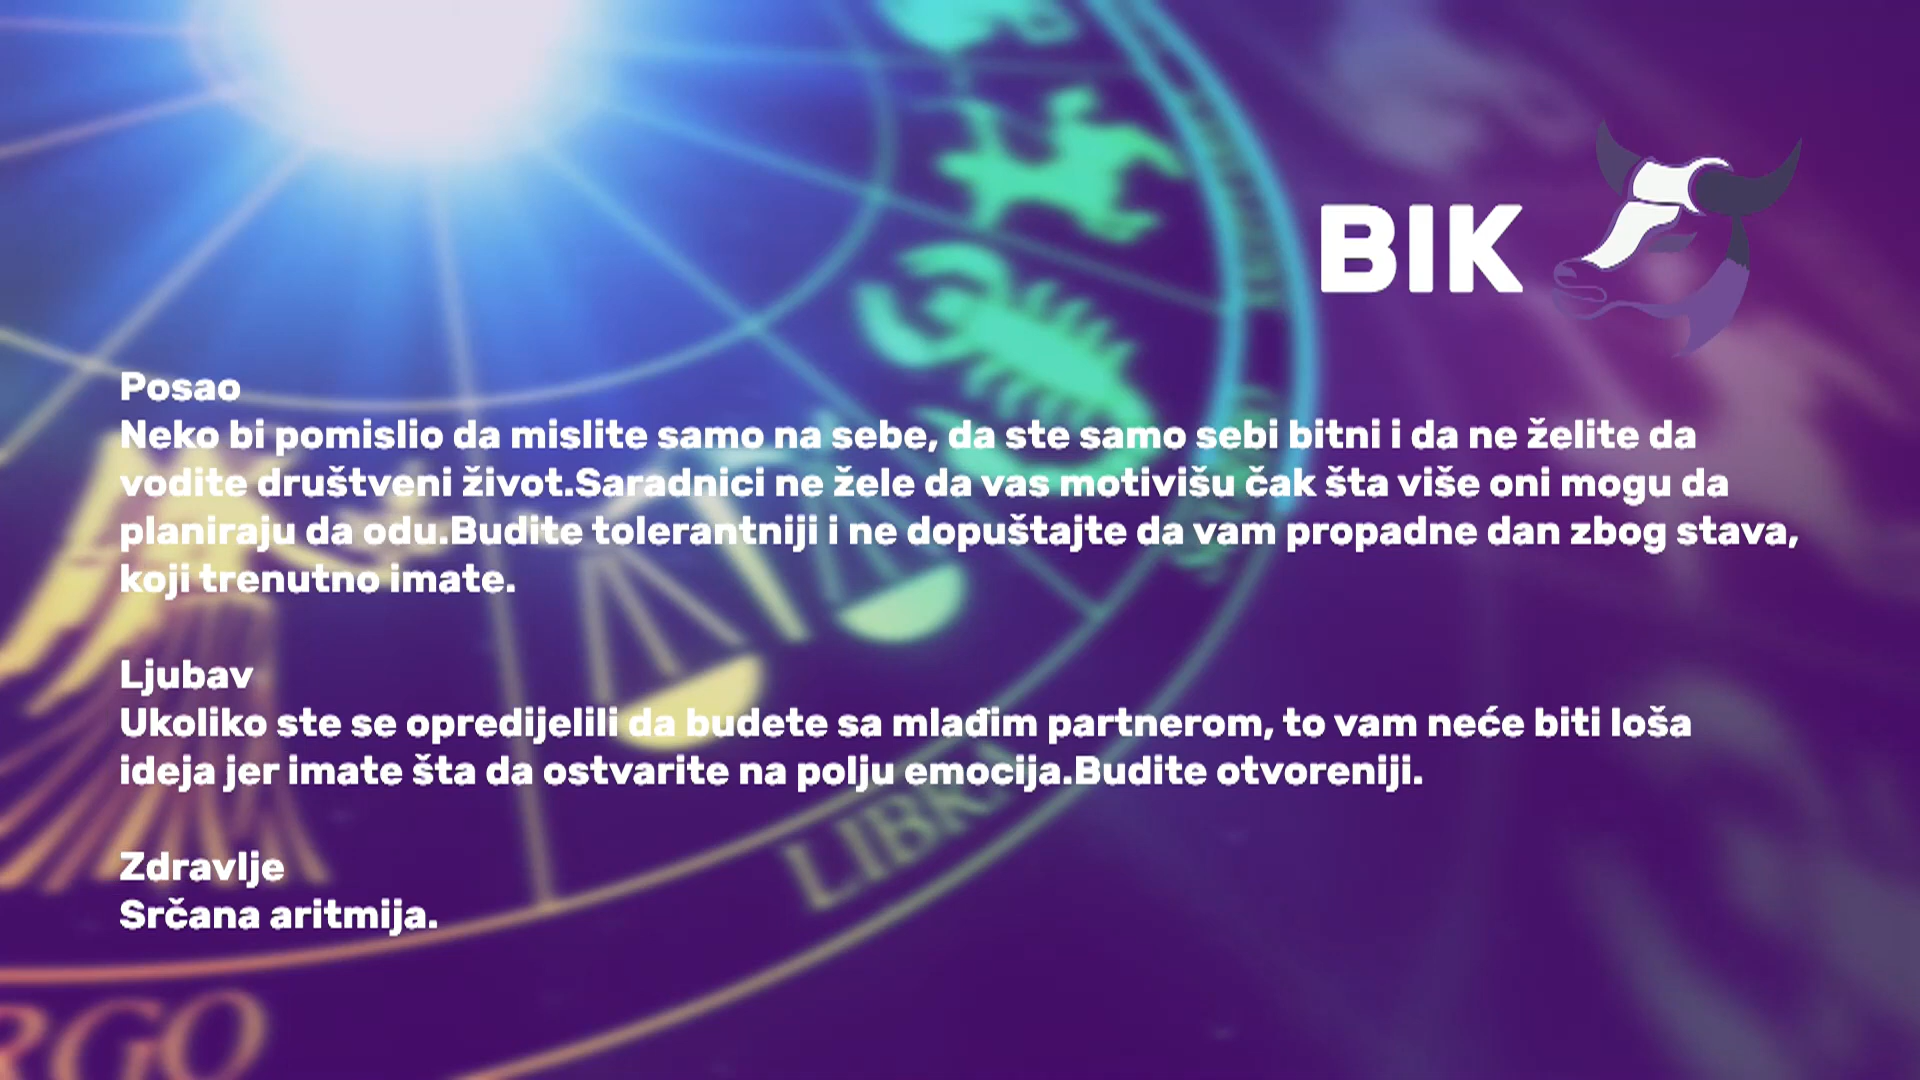 BIK
Posao
Neko bi pomislio da mislite samo na sebe, da ste samo sebi bitni i da ne želite da
vodite društveni život.Saradnici ne žele da vas motivišu čak šta više oni mogu da
planiraju da odu.Budite tolerantniji i ne dopuštajte da vam propadne dan zbog stava,
koji trenutno imate.
Ljubav
Ukoliko ste se opredijelili da budete sa mlađim partnerom, to vam neće biti loša
ideja jer imate šta da ostvarite na polju emocija.Budite otvoreniji.
Zdravlje
Srčana aritmija.
LIBRA
RGO